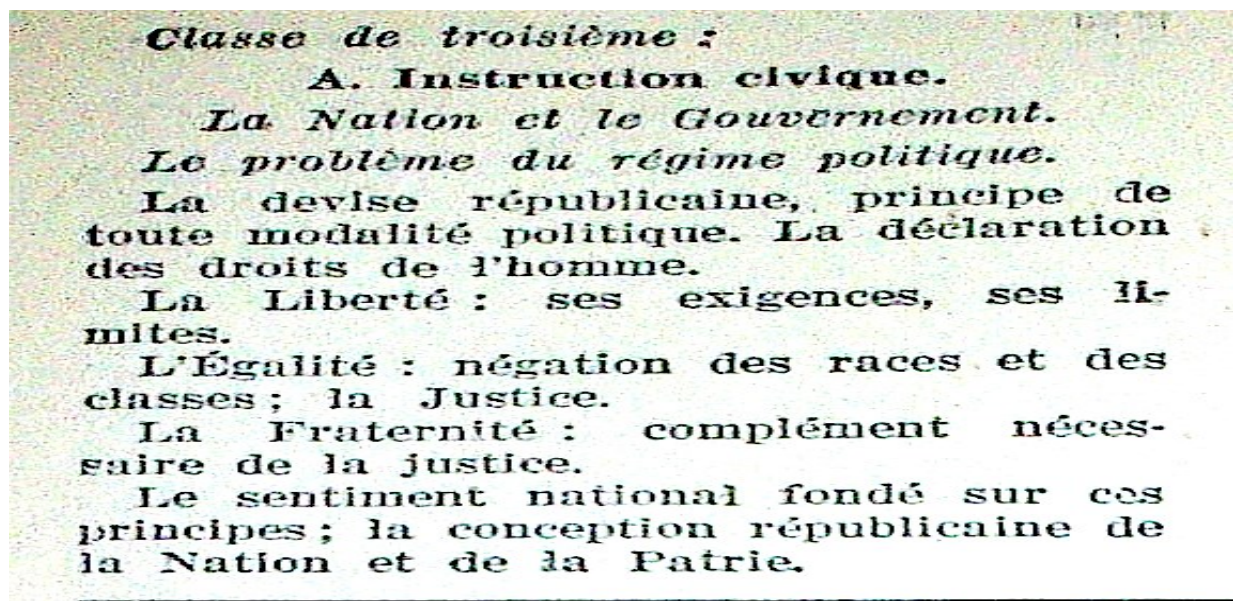 Classe de troisième :
A. Instruction civique.
La Nation et le Gouvernement.
Le problème du régime politique.
La devise républicaine, principe de
toute modalité politique. La déclaration
des droits de l'homme.
La Liberté : ses exigences, ses li-
mites.
L'Égalité : négation des races et des
classes ; la Justice.
La Fraternité : complément néces-
saire de la justice.
Le sentiment national fondé sur ces
principes ; la conception républicaine de
la Nation et de la Patrie.